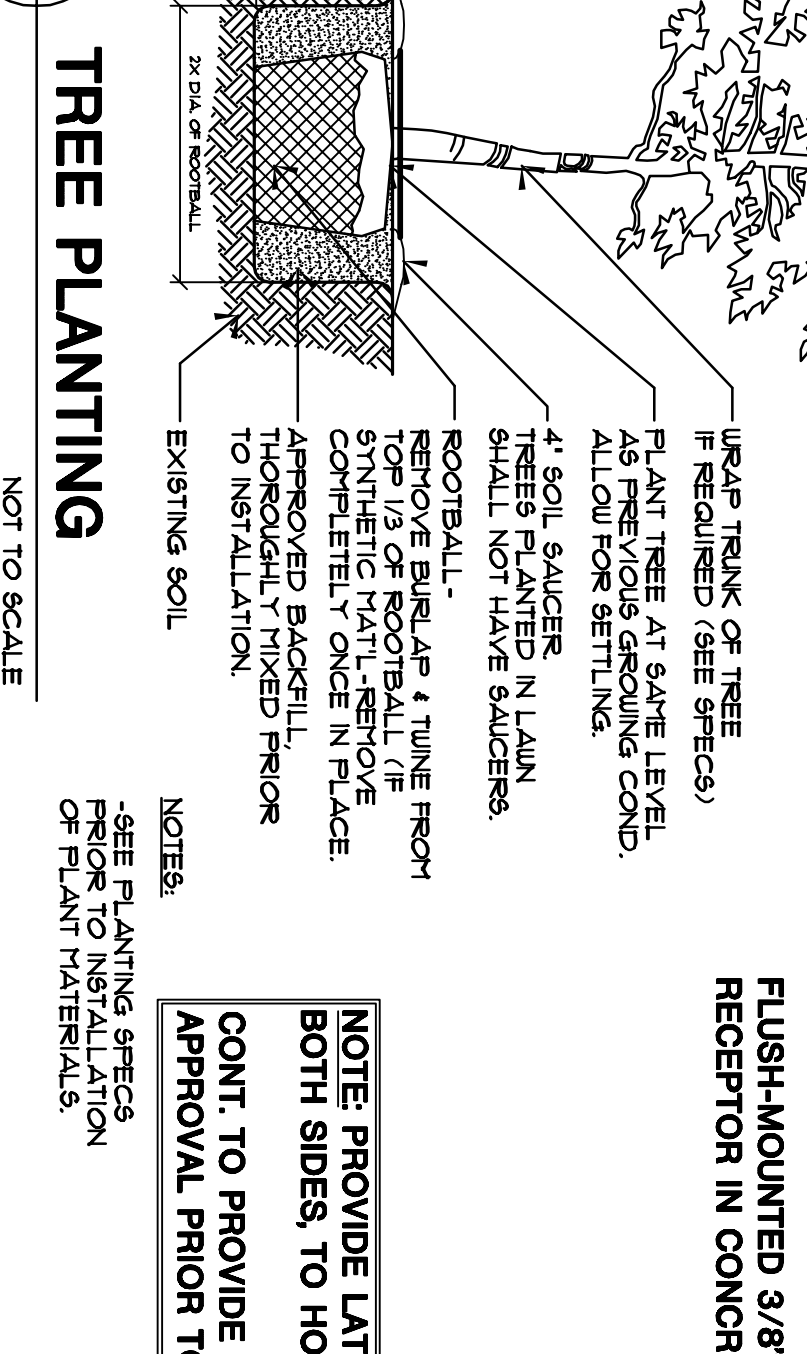 WRAP TRUNK OF TREE
IF REQUIRED (SEE SPECS)
PLANT TREE AT SAME LEVEL
AS PREVIOUS GROWING COND.
ALLOW FOR SETTLING.
4" SOIL SAUCER.
TREES PLANTED IN LAWN
SHALL NOT HAVE SAUCERS.
ROOTBALL-
REMOVE BURLAP & TWINE FROM
TOP 1/3 OF ROOTBALL (IF
SYNTHETIC MAT'L-REMOVE
COMPLETELY ONCE IN PLACE.
APPROVED BACKFILL,
THOROUGHLY MIXED PRIOR
TO INSTALLATION.
EXISTING SOIL
2X DIA. OF ROOTBALL
TREE PLANTING
NOT TO SCALE
NOTES:
-SEE PLANTING SPECS
PRIOR TO INSTALLATION
OF PLANT MATERIALS.
FLUSH-MOUNTED 3/8"
RECEPTOR IN CONCR
NOTE: PROVIDE LAT
BOTH SIDES, TO HO
CONT. TO PROVIDE
APPROVAL PRIOR TO